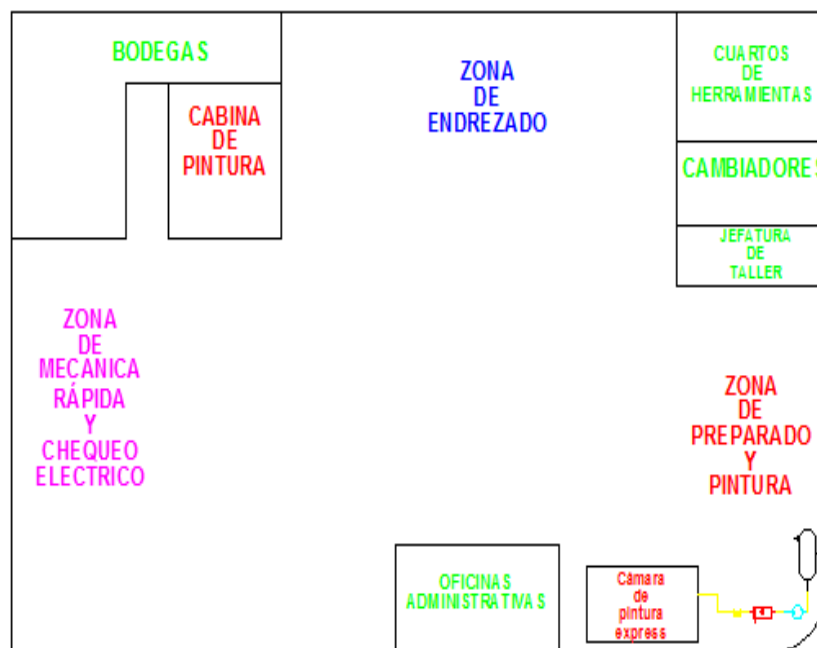 BODEGAS
CABINA
DE
PINTURA
ZONA
DE
ENDREZADO
CUARTOS
DE
HERRAMIENTAS
CAMBIADORES
JEFATURA
DE
TALLER
ZONA
DE
MECANICA
RÁPIDA
Y
CHEQUEO
ELECTRICO
ZONA
DE
PREPARADO
Y
PINTURA
OFICINAS
ADMINISTRATIVAS
Cámara
de
pintura
express